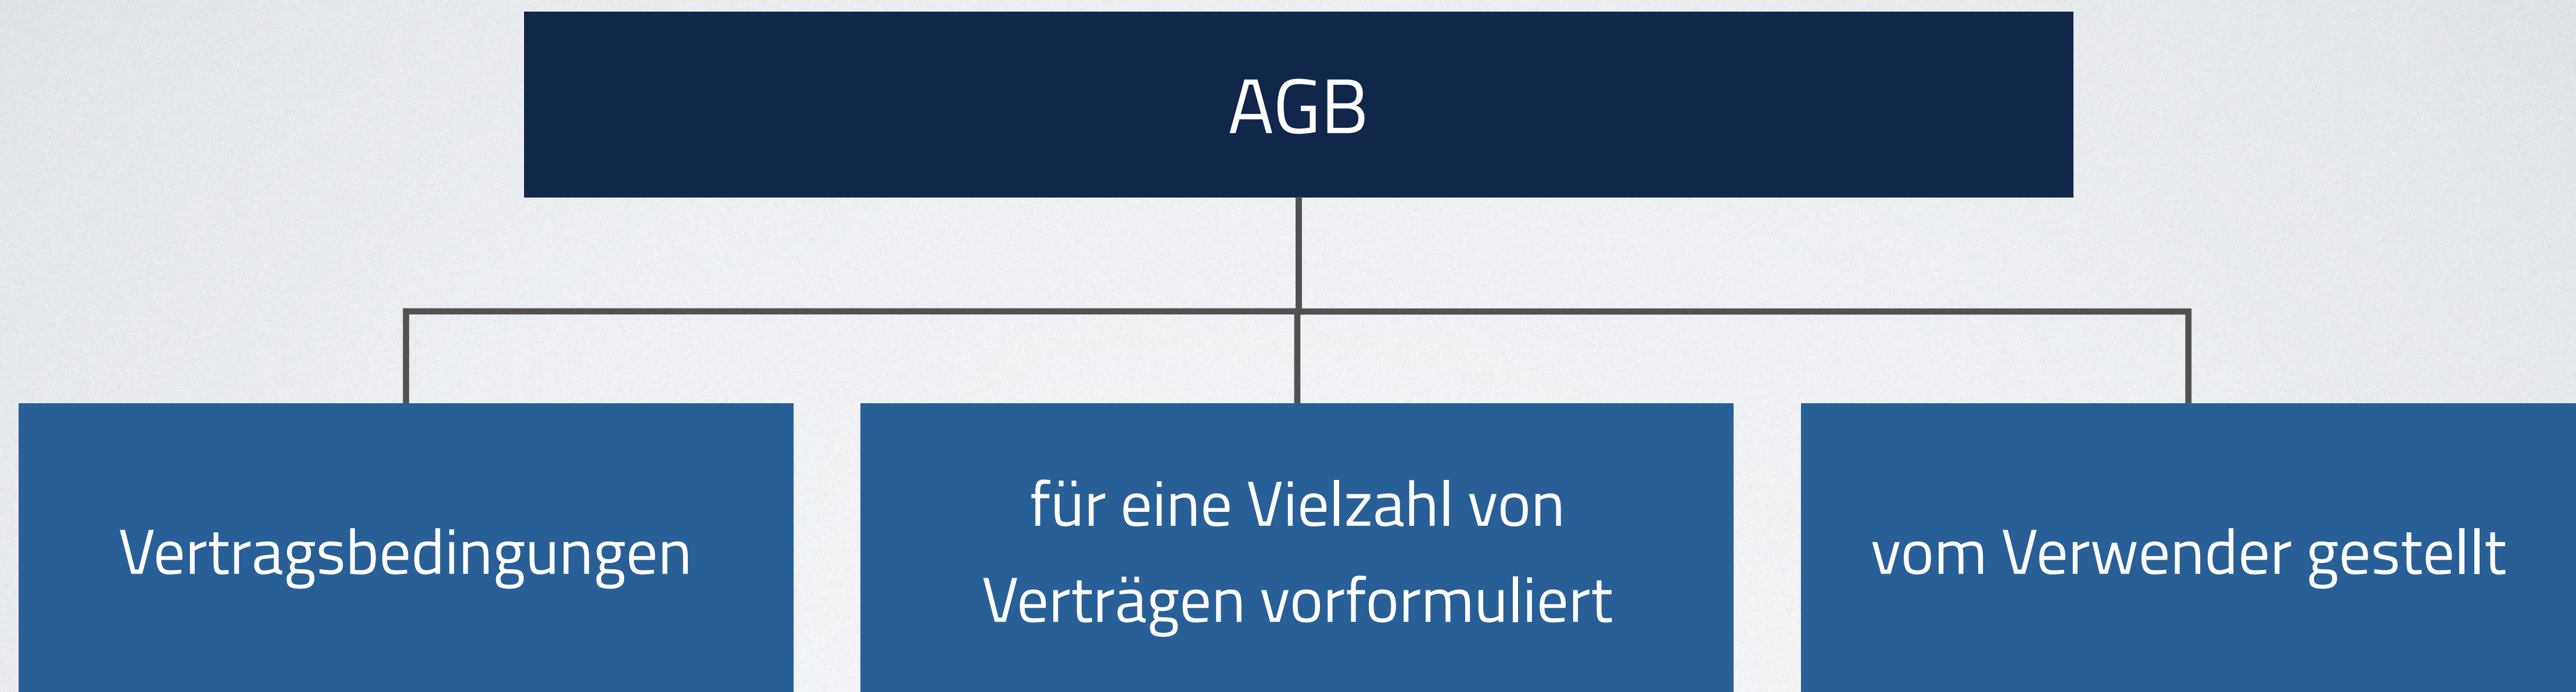 AGB
Vertragsbedingungen
für eine Vielzahl von
Verträgen vorformuliert
vom Verwender gestellt